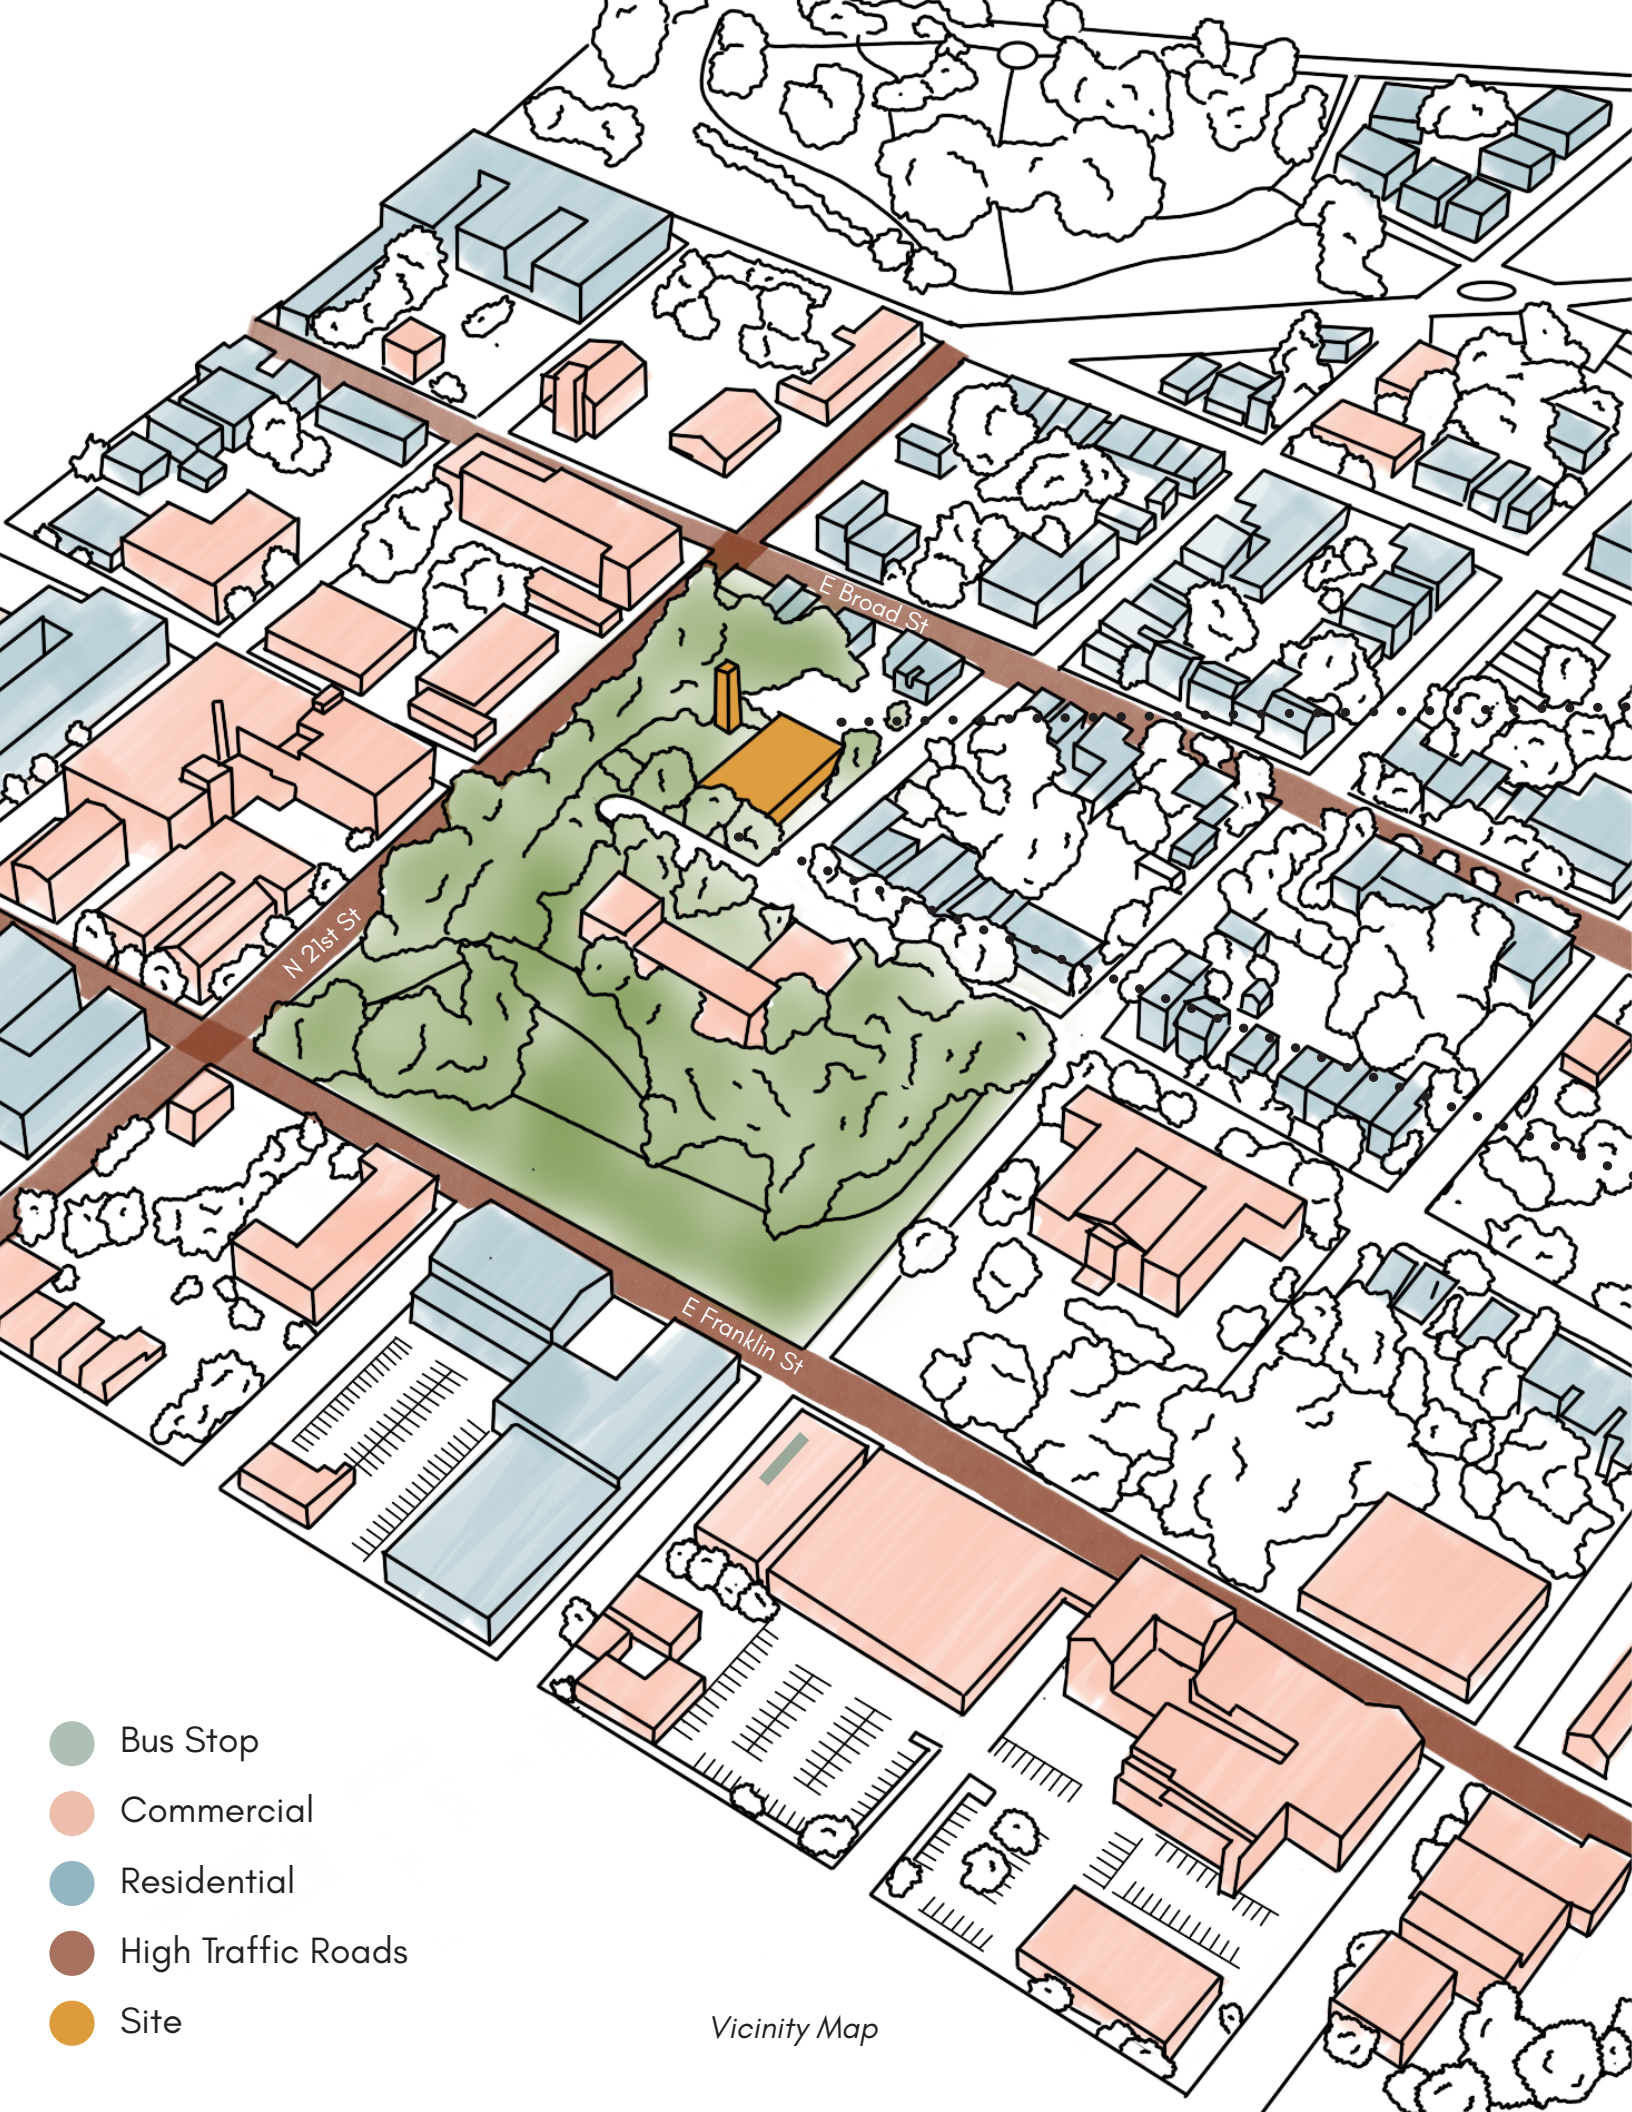 E Broad St
N 21st St
E Franklin St
Bus Stop
Commercial
Residential
High Traffic Roads
Site
Vicinity Map